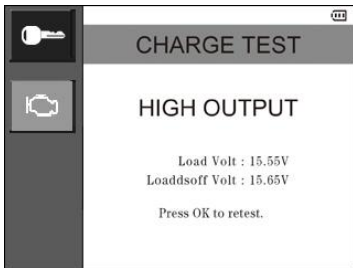 CHARGE TEST
HIGH OUTPUT
Load Volt : 15.55V
Loaddsoff Volt : 15.65V
Press OK to retest.